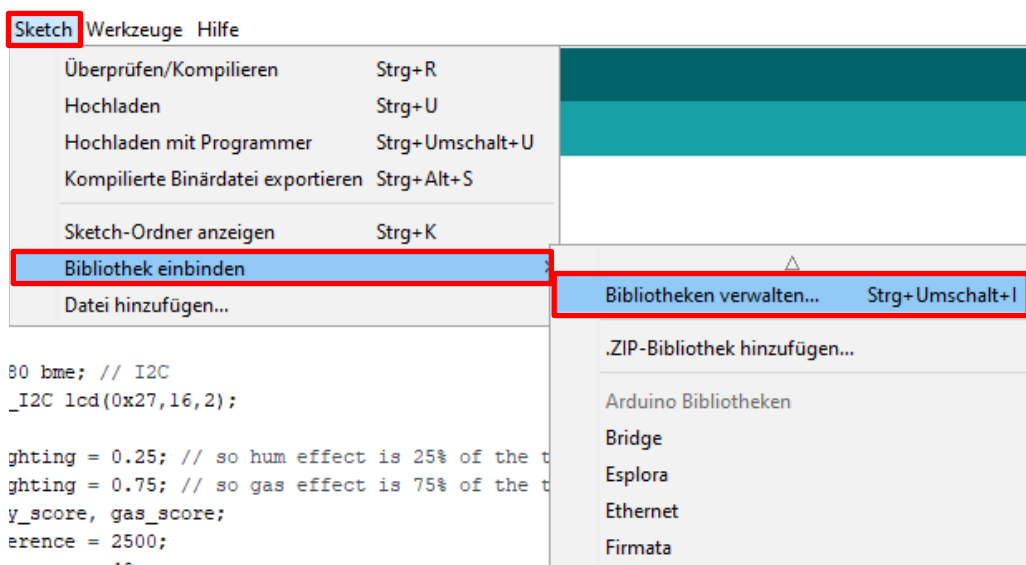 Sketch Werkzeuge Hilfe
Überprüfen/Kompilieren Strg+R
Hochladen Strg+U
Hochladen mit Programmer Strg+Umschalt+U
Kompilierte Binärdatei exportieren Strg+Alt+S
Sketch-Ordner anzeigen Strg+K
Bibliothek einbinden
Datei hinzufügen...
Bibliotheken verwalten... Strg+Umschalt+I
.ZIP-Bibliothek hinzufügen...
Arduino Bibliotheken
Bridge
Esplora
Ethernet
Firmata
80 bme; // I2C
_I2C lcd(0x27,16,2);
ghting = 0.25; // so hum effect is 25% of the t
ghting = 0.75; // so gas effect is 75% of the t
y_score, gas_score;
erence = 2500;